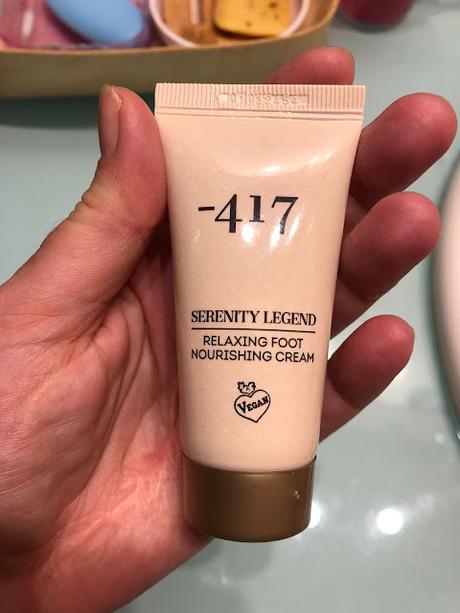 -417
SERENITY LEGEND
RELAXING FOOT
NOURISHING CREAM
VEGAN